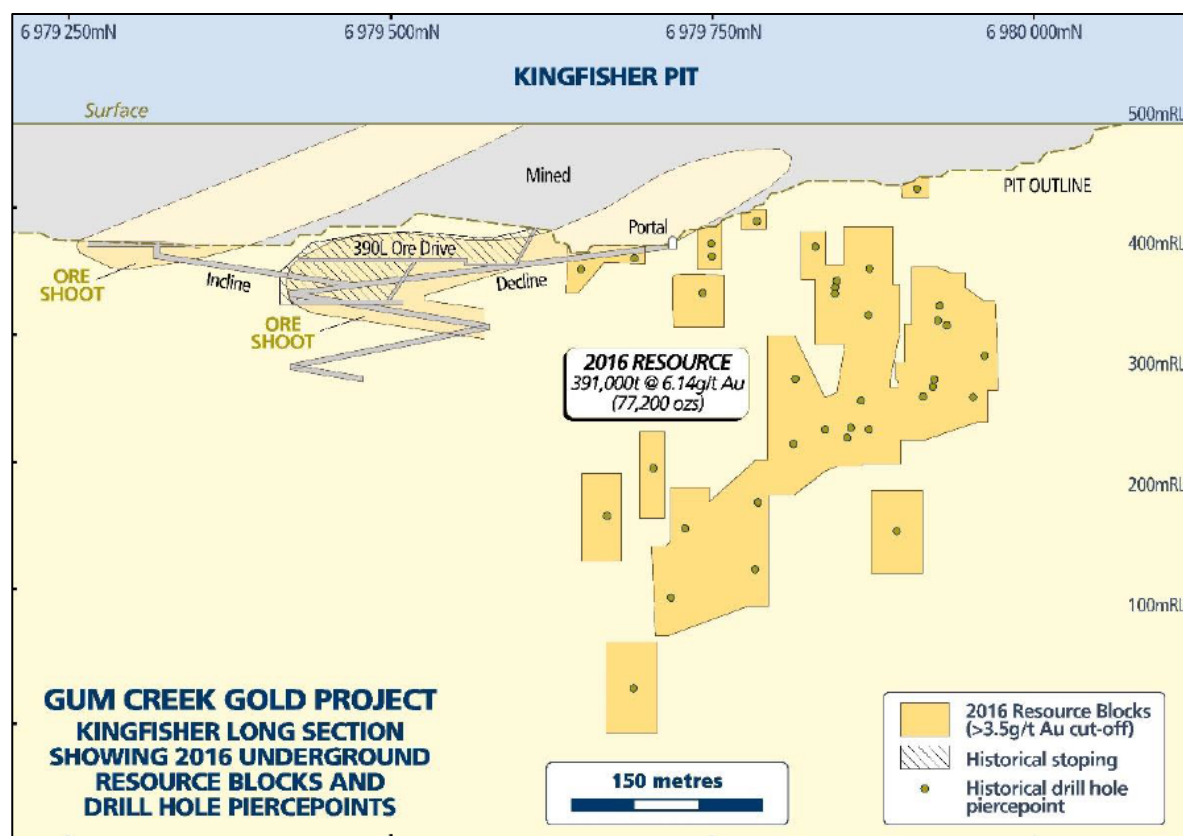 6 979 250mN
6 979 500mN
6 979 750mN
6 980 000mN
KINGFISHER PIT
Surface
500mRL
Mined
PIT OUTLINE
Portal
400mRL
390L Ore Drive
ORE
SHOOT
Incline
Decline
ORE
SHOOT
2016 RESOURCE
391,000t @ 6.14g/t Au
(77,200 ozs)
300mRL
200mRL
100mRL
GUM CREEK GOLD PROJECT
KINGFISHER LONG SECTION
SHOWING 2016 UNDERGROUND
RESOURCE BLOCKS AND
DRILL HOLE PIERCEPOINTS
150 metres
2016 Resource Blocks
(>3.5g/t Au cut-off)
Historical stoping
Historical drill hole
piercepoint